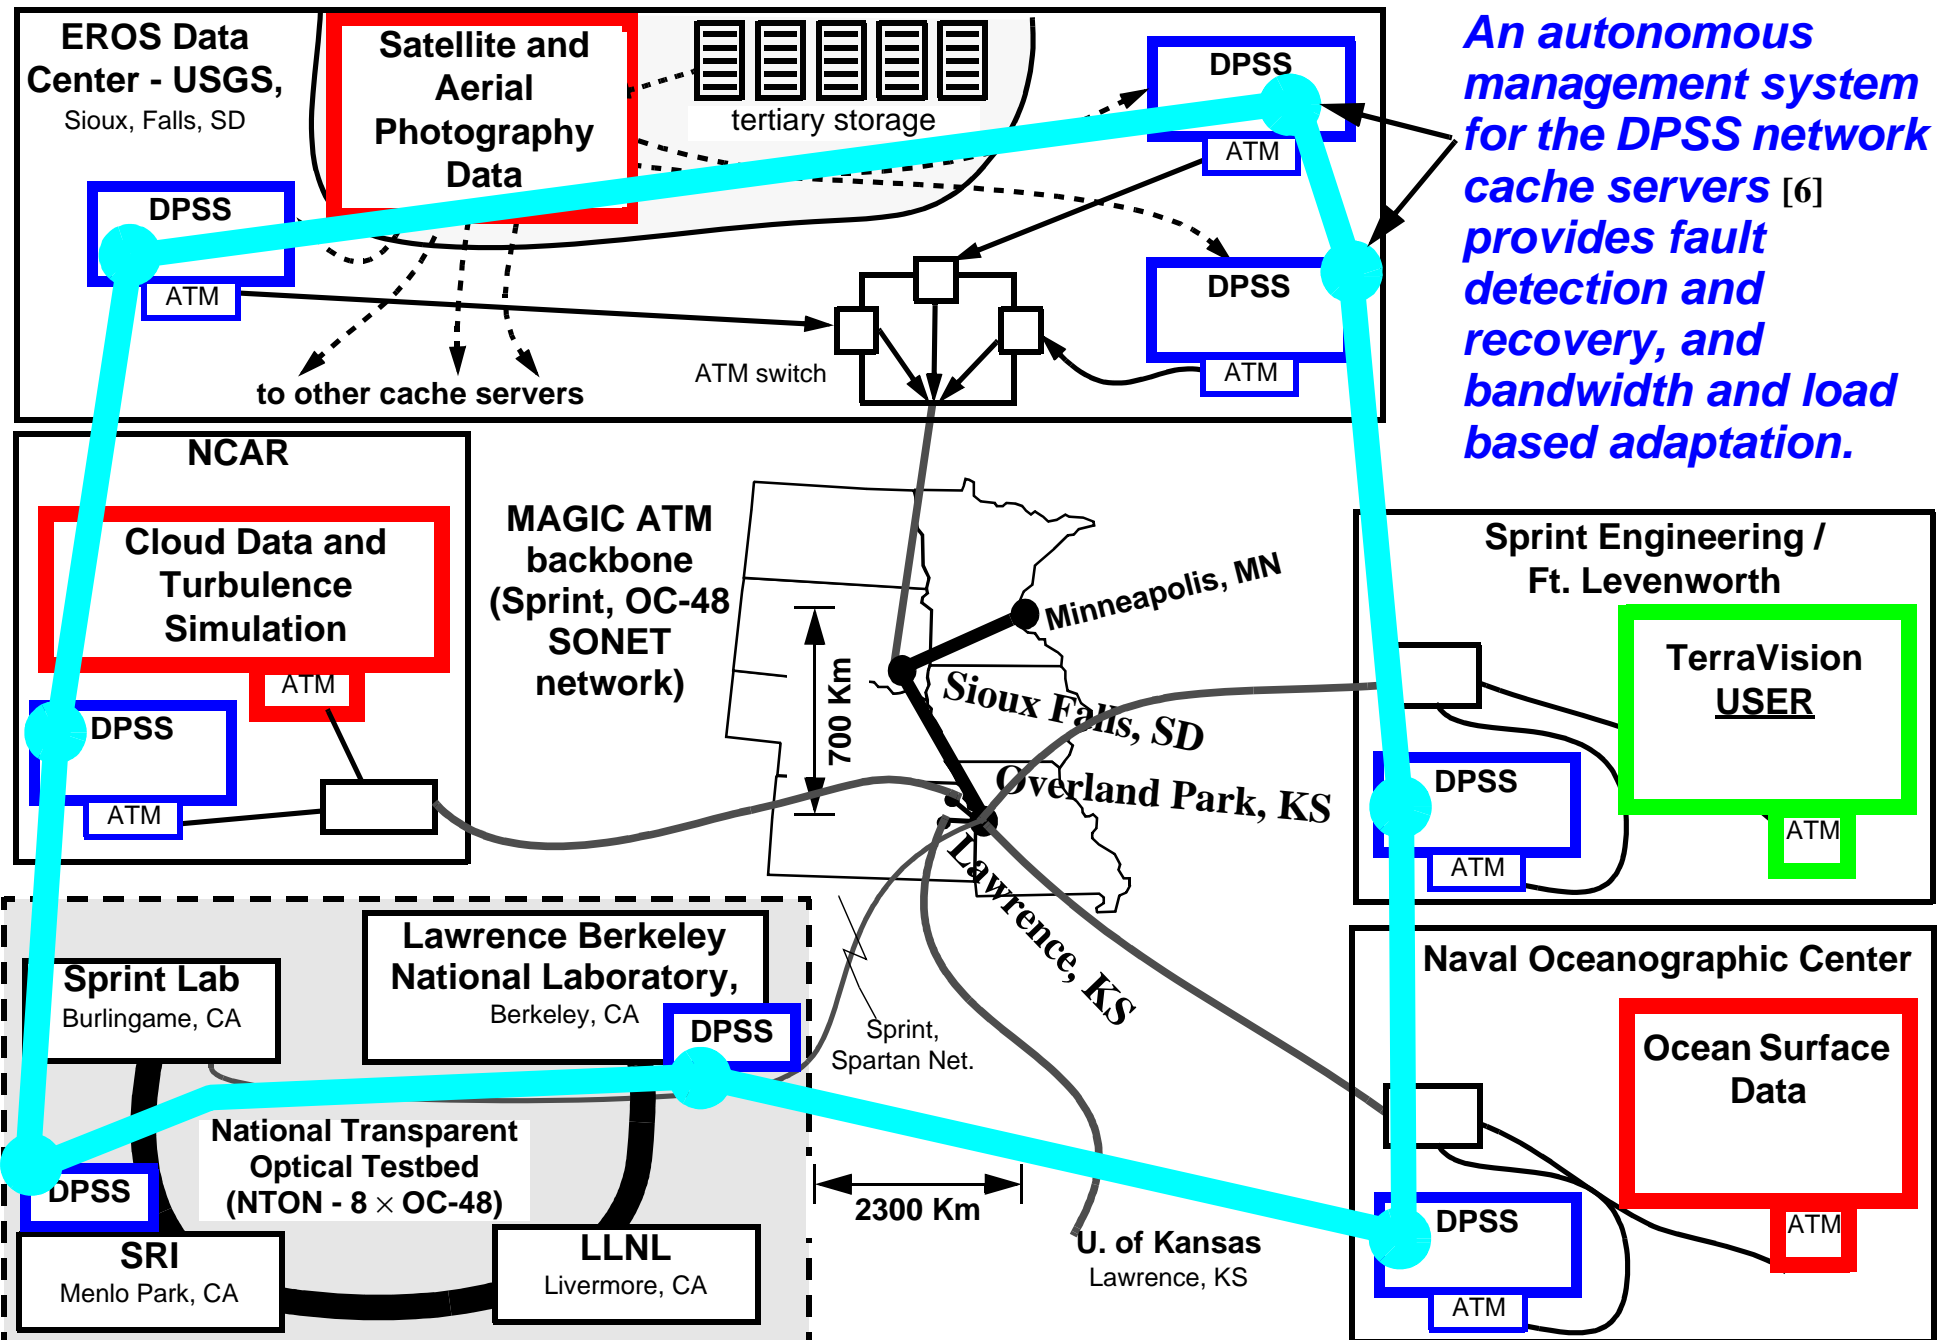 EROS Data
Center - USGS,
Sioux, Falls, SD
Satellite and
Aerial
Photography
Data
tertiary storage
DPSS
ATM
DPSS
ATM
DPSS
ATM
ATM switch
to other cache servers
An autonomous
management system
for the DPSS network
cache servers [6]
provides fault
detection and
recovery, and
bandwidth and load
based adaptation.
NCAR
Cloud Data and
Turbulence
Simulation
ATM
DPSS
ATM
MAGIC ATM
backbone
(Sprint, OC-48
SONET
network)
700 Km
Minneapolis, MN
Sioux Falls, SD
Overland Park, KS
Lawrence, KS
Sprint Engineering /
Ft. Levenworth
TerraVision
USER
ATM
DPSS
ATM
Sprint Lab
Burlingame, CA
Lawrence Berkeley
National Laboratory,
Berkeley, CA
DPSS
National Transparent
Optical Testbed
(NTON - 8 × OC-48)
DPSS
SRI
Menlo Park, CA
LLNL
Livermore, CA
Sprint,
Spartan Net.
2300 Km
U. of Kansas
Lawrence, KS
Naval Oceanographic Center
Ocean Surface
Data
ATM
DPSS
ATM